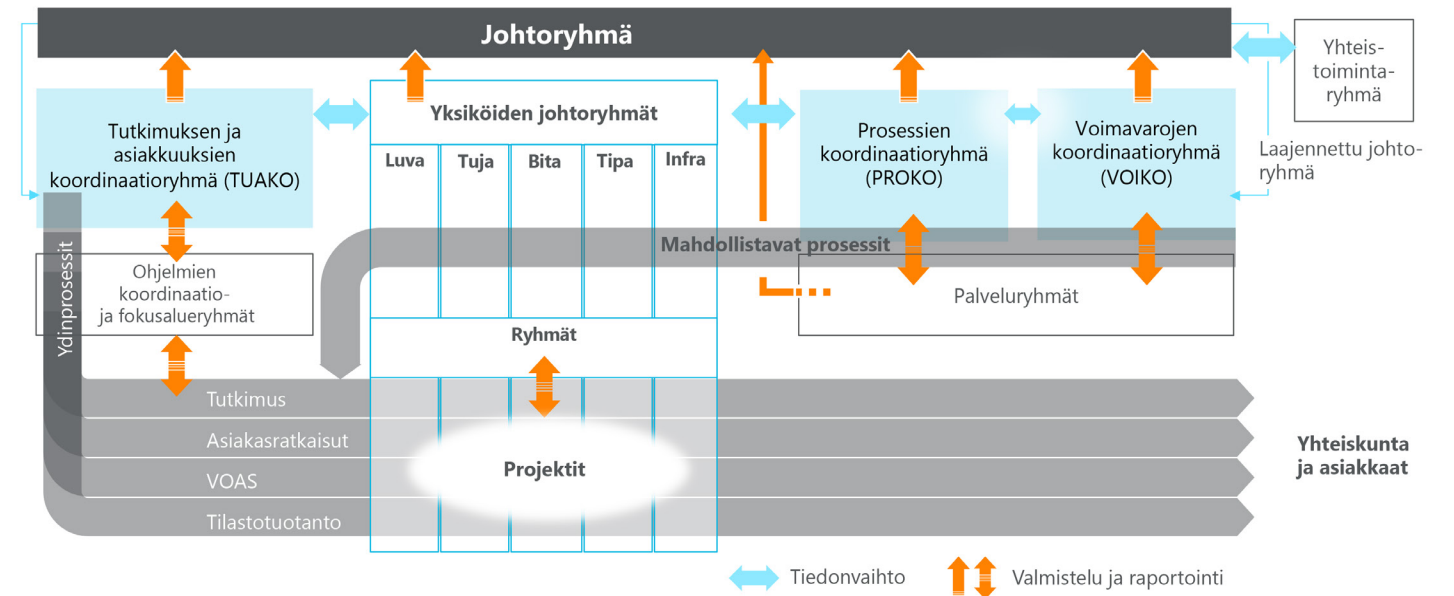 Johtoryhmä
Yhteis-
toiminta-
ryhmä
Tutkimuksen ja
asiakkuuksien
koordinaatioryhmä (TUAKO)
Yksiköiden johtoryhmät
Luva
Tuja
Bita
Tipa
Infra
Prosessien
koordinaatioryhmä
(PROKO)
Voimavarojen
koordinaatioryhmä
(VOIKO)
Laajennettu johto-
ryhmä
Mahdollistavat prosessit
Ydinprosessit
Ohjelmien
koordinaatio-
ja fokusalueryhmät
Palveluryhmät
Ryhmät
Tutkimus
Asiakasratkaisut
VOAS
Tilastotuotanto
Projektit
Yhteiskunta
ja asiakkaat
Tiedonvaihto
Valmistelu ja raportointi